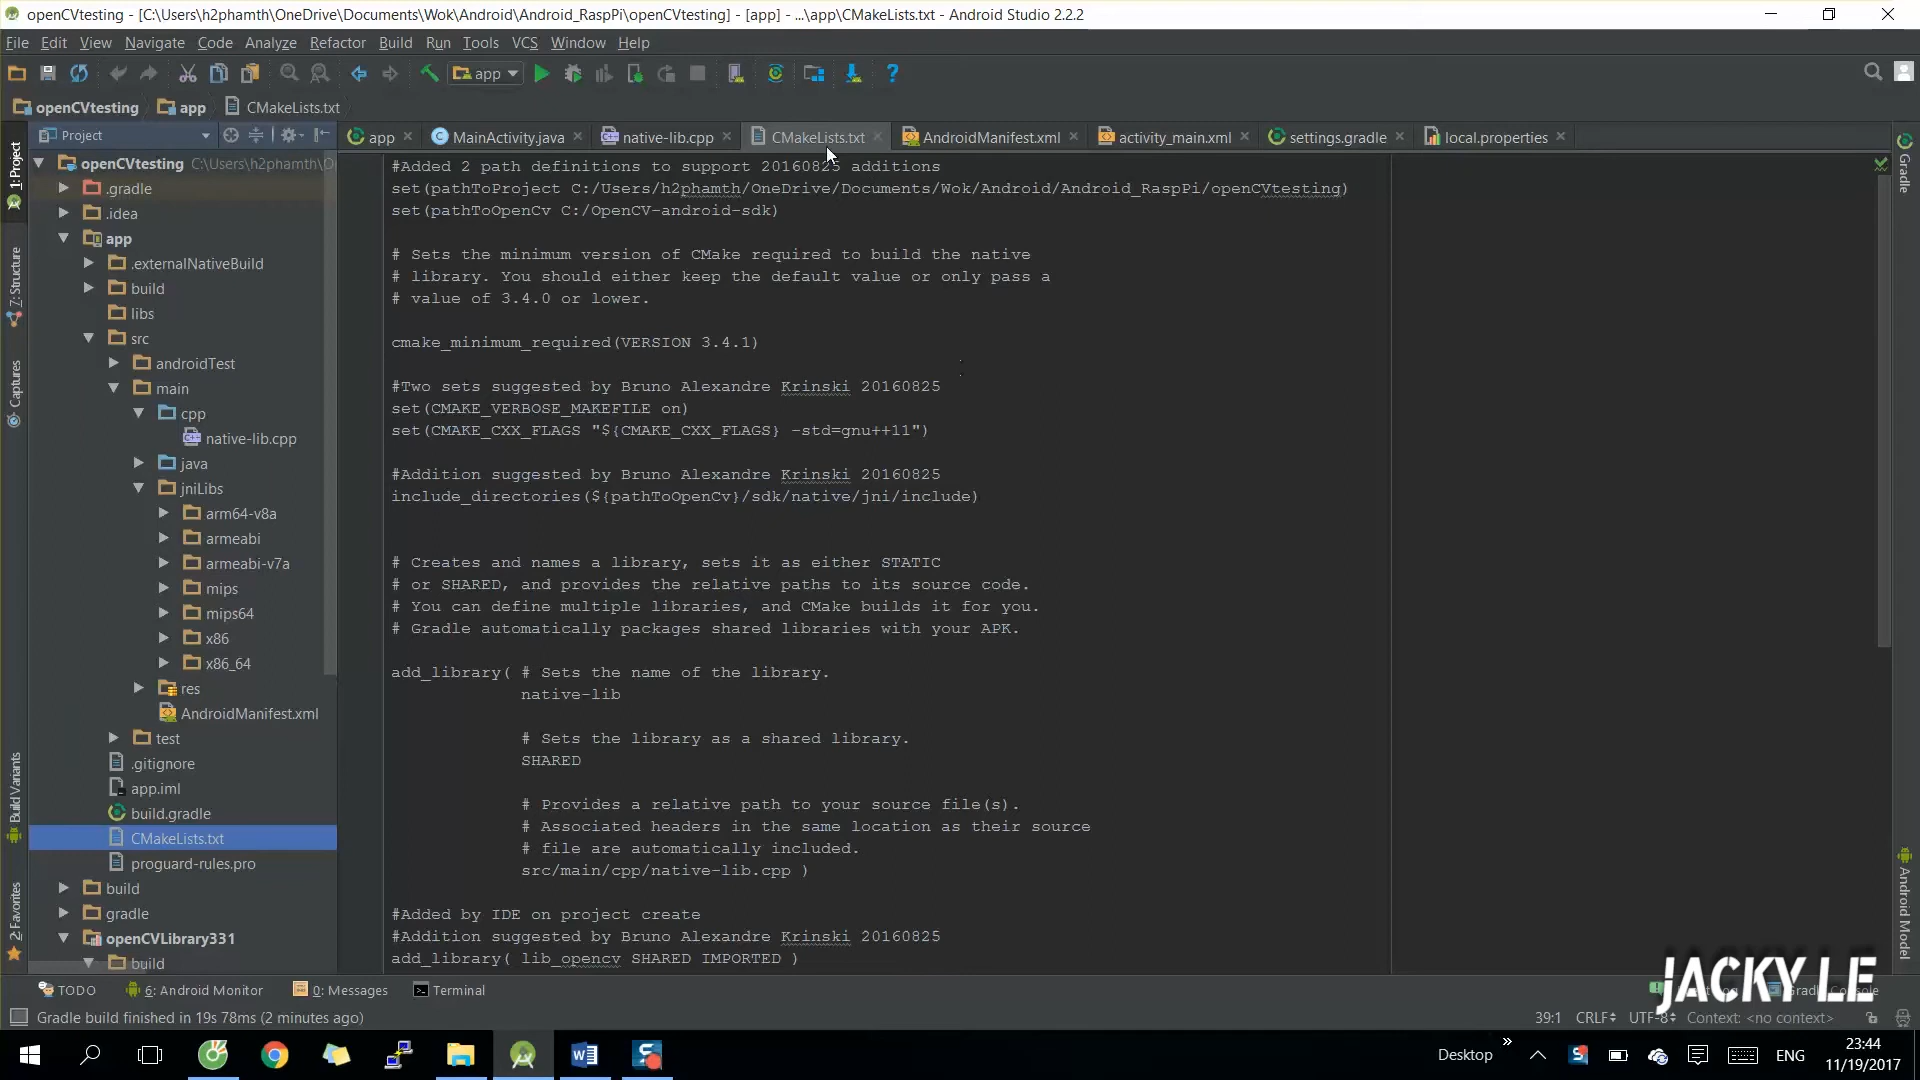 openCVtesting - [C:\Users\h2phamth\OneDrive\Documents\Wok\Android\Android_RaspPi\openCVtesting] - [app] - ...\app\CMakeLists.txt - Android Studio 2.2.2
File Edit View Navigate Code Analyze Refactor Build Run Tools VCS Window Help
app
openCVtesting app CMakeLists.txt
Project
app MainActivity.java native-lib.cpp CMakeLists.txt AndroidManifest.xml activity_main.xml settings.gradle local.properties
1: Project
7: Structure
Captures
Build Variants
2: Favorites
openCVtesting C:\Users\h2phamth\O
.gradle
.idea
app
.externalNativeBuild
build
libs
src
androidTest
main
cpp
native-lib.cpp
java
jniLibs
arm64-v8a
armeabi
armeabi-v7a
mips
mips64
x86
x86_64
res
AndroidManifest.xml
test
.gitignore
app.iml
build.gradle
CMakeLists.txt
proguard-rules.pro
build
gradle
openCVLibrary331
build
#Added 2 path definitions to support 20160825 additions
set(pathToProject C:/Users/h2phamth/OneDrive/Documents/Wok/Android/Android_RaspPi/openCVtesting)
set(pathToOpenCv C:/OpenCV-android-sdk)
# Sets the minimum version of CMake required to build the native
# library. You should either keep the default value or only pass a
# value of 3.4.0 or lower.
cmake_minimum_required(VERSION 3.4.1)
#Two sets suggested by Bruno Alexandre Krinski 20160825
set(CMAKE_VERBOSE_MAKEFILE on)
set(CMAKE_CXX_FLAGS "${CMAKE_CXX_FLAGS} -std=gnu++11")
#Addition suggested by Bruno Alexandre Krinski 20160825
include_directories(${pathToOpenCv}/sdk/native/jni/include)
# Creates and names a library, sets it as either STATIC
# or SHARED, and provides the relative paths to its source code.
# You can define multiple libraries, and CMake builds it for you.
# Gradle automatically packages shared libraries with your APK.
add_library( # Sets the name of the library.
native-lib
# Sets the library as a shared library.
SHARED
# Provides a relative path to your source file(s).
# Associated headers in the same location as their source
# file are automatically included.
src/main/cpp/native-lib.cpp )
#Added by IDE on project create
#Addition suggested by Bruno Alexandre Krinski 20160825
add_library( lib_opencv SHARED IMPORTED )
Gradle
Android Model
JACKY LE
TODO 6: Android Monitor 0: Messages Terminal
Gradle build finished in 19s 78ms (2 minutes ago) 39:1 CRLF UTF-8 Context: <no context>
Desktop ENG 23:44
11/19/2017